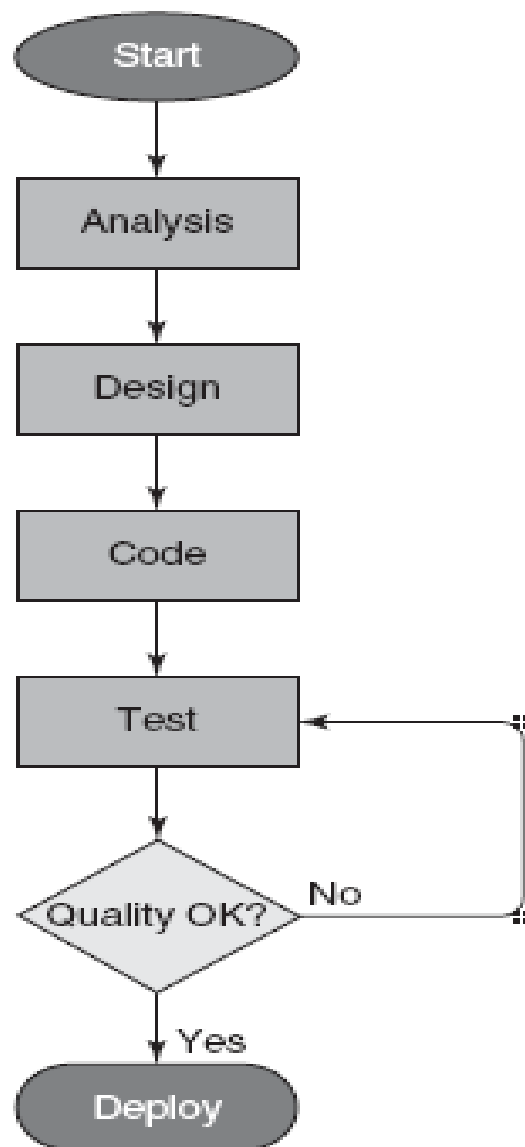 Start
Analysis
Design
Code
Test
Quality OK?
No
Yes
Deploy